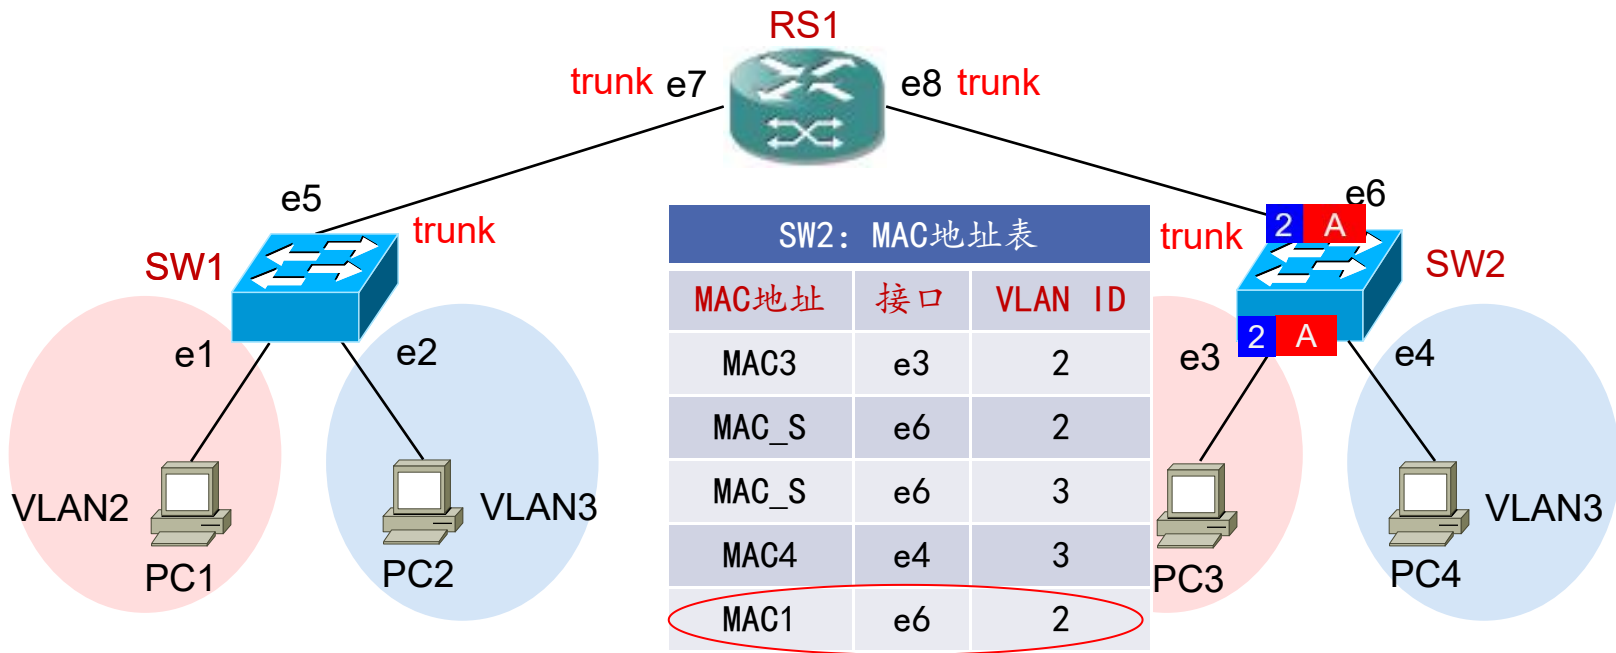 RS1
trunk e7
e8 trunk
e5
trunk
SW1
e1
e2
VLAN2
VLAN3
PC1
PC2
SW2: MAC地址表
MAC地址 接口 VLAN ID
MAC3 e3 2
MAC_S e6 2
MAC_S e6 3
MAC4 e4 3
MAC1 e6 2
e6
2 A
trunk
SW2
2 A
e3
e4
VLAN3
PC3
PC4